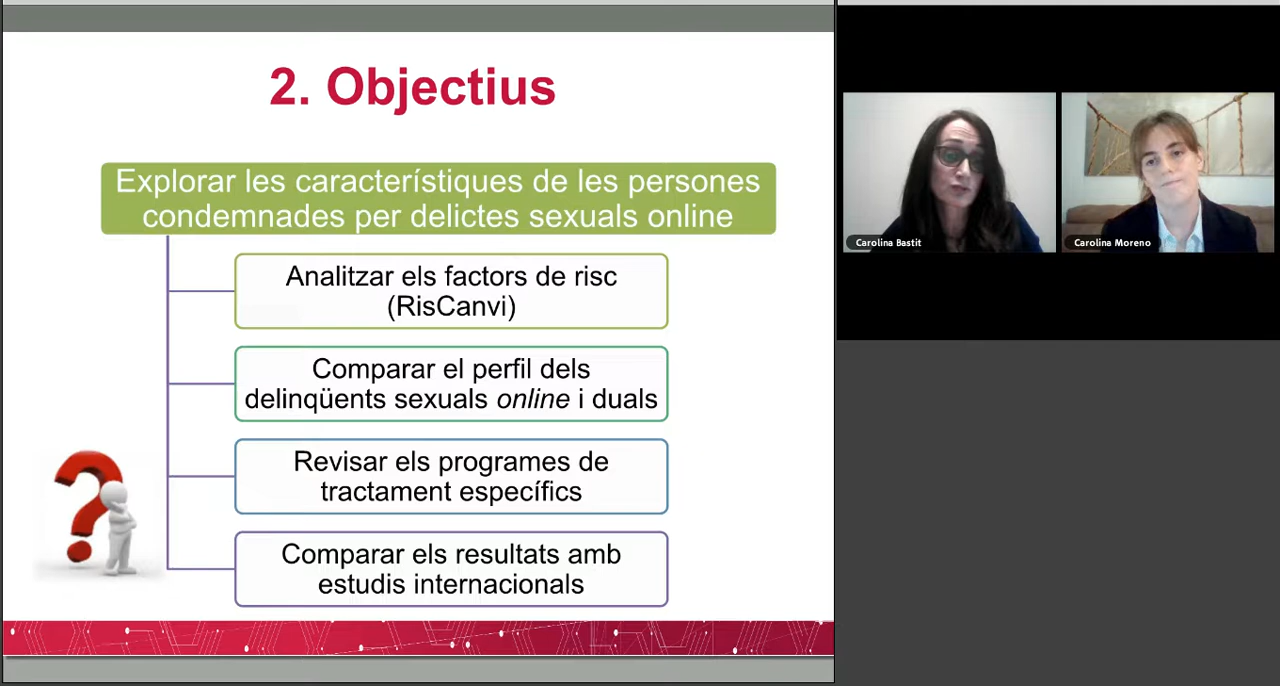 2. Objectius
Explorar les característiques de les persones
condemnades per delictes sexuals online
Analitzar els factors de risc
(RisCanvi)
Comparar el perfil dels
delinqüents sexuals online i duals
Revisar els programes de
tractament específics
Comparar els resultats amb
estudis internacionals
Carolina Bastit
Carolina Moreno